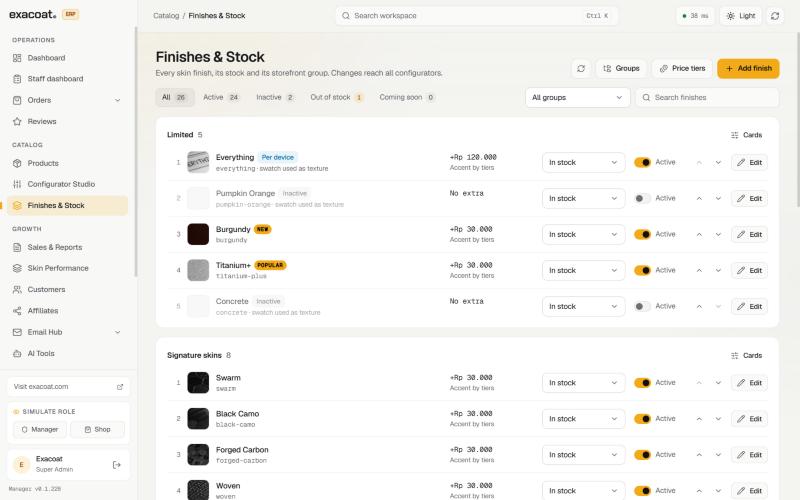 exacoat. ERP
Catalog / Finishes & Stock
Search workspace
Ctrl K
38 ms
Light
OPERATIONS
Dashboard
Staff dashboard
Orders
Reviews
CATALOG
Products
Configurator Studio
Finishes & Stock
GROWTH
Sales & Reports
Skin Performance
Customers
Affiliates
Email Hub
AI Tools
Visit exacoat.com
SIMULATE ROLE
Manager
Shop
E
Exacoat
Super Admin
Manager v0.1.228
Finishes & Stock
Every skin finish, its stock and its storefront group. Changes reach all configurators.
Groups
Price tiers
+ Add finish
All 26
Active 24
Inactive 2
Out of stock 1
Coming soon 0
All groups
Search finishes
Limited 5
Cards
1 Everything Per device +Rp 120.000 In stock Active Edit
everything · swatch used as texture Accent by tiers
2 Pumpkin Orange Inactive No extra In stock Active Edit
pumpkin-orange · swatch used as texture
3 Burgundy NEW +Rp 30.000 In stock Active Edit
burgundy Accent by tiers
4 Titanium+ POPULAR +Rp 30.000 In stock Active Edit
titanium-plus Accent by tiers
5 Concrete Inactive No extra In stock Active Edit
concrete · swatch used as texture
Signature skins 8
Cards
1 Swarm +Rp 30.000 In stock Active Edit
swarm Accent by tiers
2 Black Camo +Rp 30.000 In stock Active Edit
black-camo Accent by tiers
3 Forged Carbon +Rp 30.000 In stock Active Edit
forged-carbon Accent by tiers
4 Woven +Rp 30.000 In stock Active Edit
woven Accent by tiers